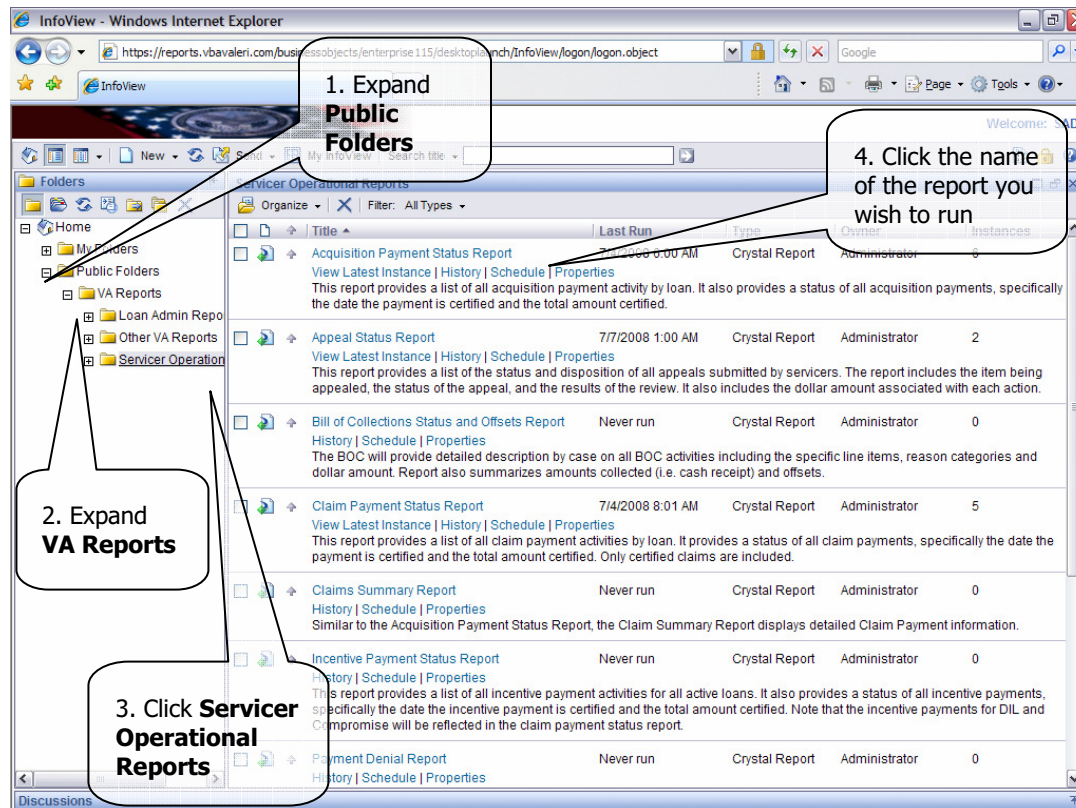 InfoView - Windows Internet Explorer
https://reports.vbavaleri.com/businessobjects/enterprise115/desktoplaunch/InfoView/logon/logon.object
Google
InfoView
Page
Tools
1. Expand
Public
Folders
Welcome: SAD
New
Send
My InfoView
Search title
4. Click the name
of the report you
wish to run
Folders
Servicer Operational Reports
Organize
Filter: All Types
Home
My Folders
Public Folders
VA Reports
Loan Admin Repo
Other VA Reports
Servicer Operation
Title
Last Run
Type
Owner
Instances
Acquisition Payment Status Report
7/4/2008 8:00 AM
Crystal Report
Administrator
6
View Latest Instance | History | Schedule | Properties
This report provides a list of all acquisition payment activity by loan. It also provides a status of all acquisition payments, specifically
the date the payment is certified and the total amount certified.
Appeal Status Report
7/7/2008 1:00 AM
Crystal Report
Administrator
2
View Latest Instance | History | Schedule | Properties
This report provides a list of the status and disposition of all appeals submitted by servicers. The report includes the item being
appealed, the status of the appeal, and the results of the review. It also includes the dollar amount associated with each action.
Bill of Collections Status and Offsets Report
Never run
Crystal Report
Administrator
0
History | Schedule | Properties
The BOC will provide detailed description by case on all BOC activities including the specific line items, reason categories and
dollar amount. Report also summarizes amounts collected (i.e. cash receipt) and offsets.
Claim Payment Status Report
7/4/2008 8:01 AM
Crystal Report
Administrator
5
View Latest Instance | History | Schedule | Properties
This report provides a list of all claim payment activities by loan. It provides a status of all claim payments, specifically the date the
payment is certified and the total amount certified. Only certified claims are included.
2. Expand
VA Reports
Claims Summary Report
Never run
Crystal Report
Administrator
0
History | Schedule | Properties
Similar to the Acquisition Payment Status Report, the Claim Summary Report displays detailed Claim Payment information.
Incentive Payment Status Report
Never run
Crystal Report
Administrator
0
History | Schedule | Properties
This report provides a list of all incentive payment activities for all active loans. It also provides a status of all incentive payments,
specifically the date the incentive payment is certified and the total amount certified. Note that the incentive payments for DIL and
Compromise will be reflected in the claim payment status report.
3. Click Servicer
Operational
Reports
Payment Denial Report
Never run
Crystal Report
Administrator
0
History | Schedule | Properties
Discussions